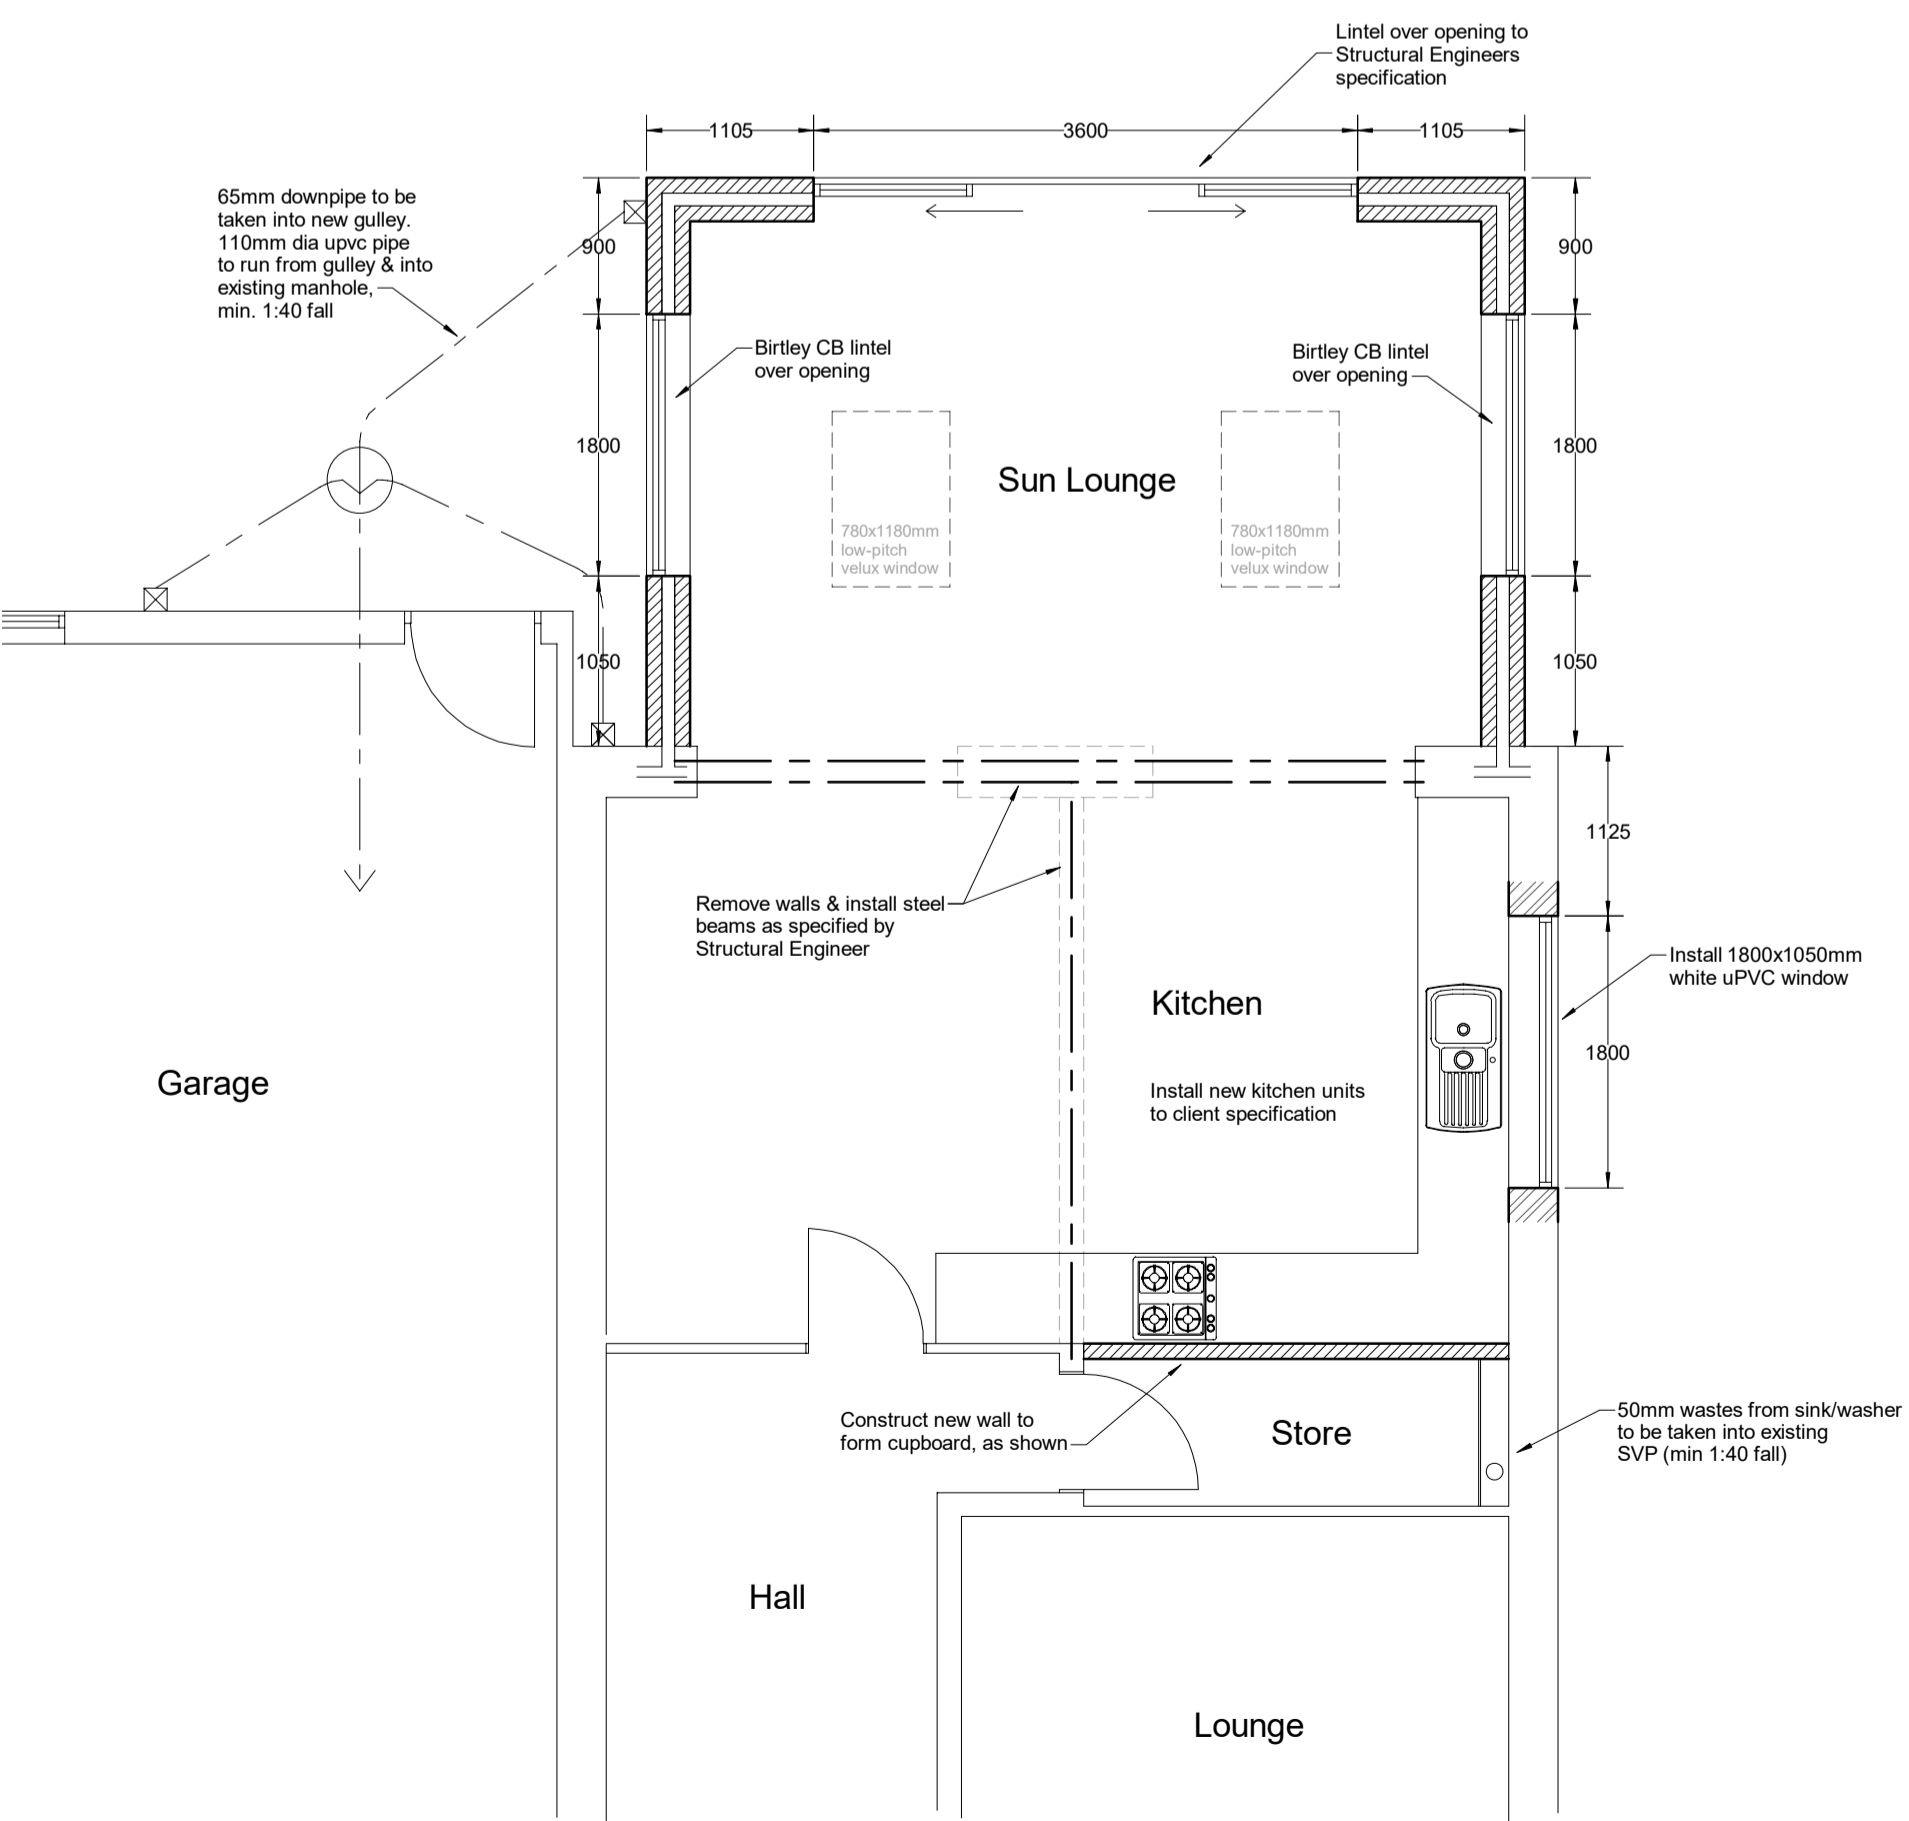 Lintel over opening to
Structural Engineers
specification
1105
3600
1105
65mm downpipe to be
taken into new gulley.
110mm dia upvc pipe
to run from gulley & into
existing manhole,
min. 1:40 fall
900
900
Birtley CB lintel
over opening
Birtley CB lintel
over opening
1800
1800
Sun Lounge
780x1180mm
low-pitch
velux window
780x1180mm
low-pitch
velux window
1050
1050
1125
Remove walls & install steel
beams as specified by
Structural Engineer
Install 1800x1050mm
white uPVC window
Kitchen
1800
Garage
Install new kitchen units
to client specification
Construct new wall to
form cupboard, as shown
Store
50mm wastes from sink/washer
to be taken into existing
SVP (min 1:40 fall)
Hall
Lounge